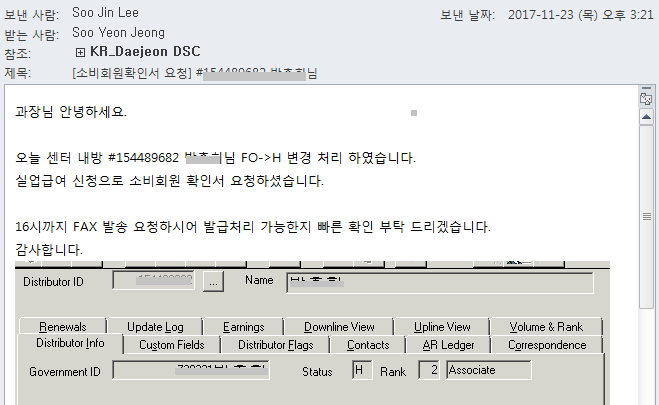 보낸 사람: Soo Jin Lee 보낸 날짜: 2017-11-23 (목) 오후 3:21
받는 사람: Soo Yeon Jeong
참조: KR_Daejeon DSC
제목: [소비회원확인서 요청]
과장님 안녕하세요.
오늘 센터 내방 #154489682 님 FO->H 변경 처리 하였습니다.
실업급여 신청으로 소비회원 확인서 요청하셨습니다.
16시까지 FAX 발송 요청하시어 발급처리 가능한지 빠른 확인 부탁 드리겠습니다.
감사합니다.
Distributor ID ... Name
Renewals Update Log Earnings Downline View Upline View Volume & Rank
Distributor Info Custom Fields Distributor Flags Contacts AR Ledger Correspondence
Government ID Status H Rank 2 Associate